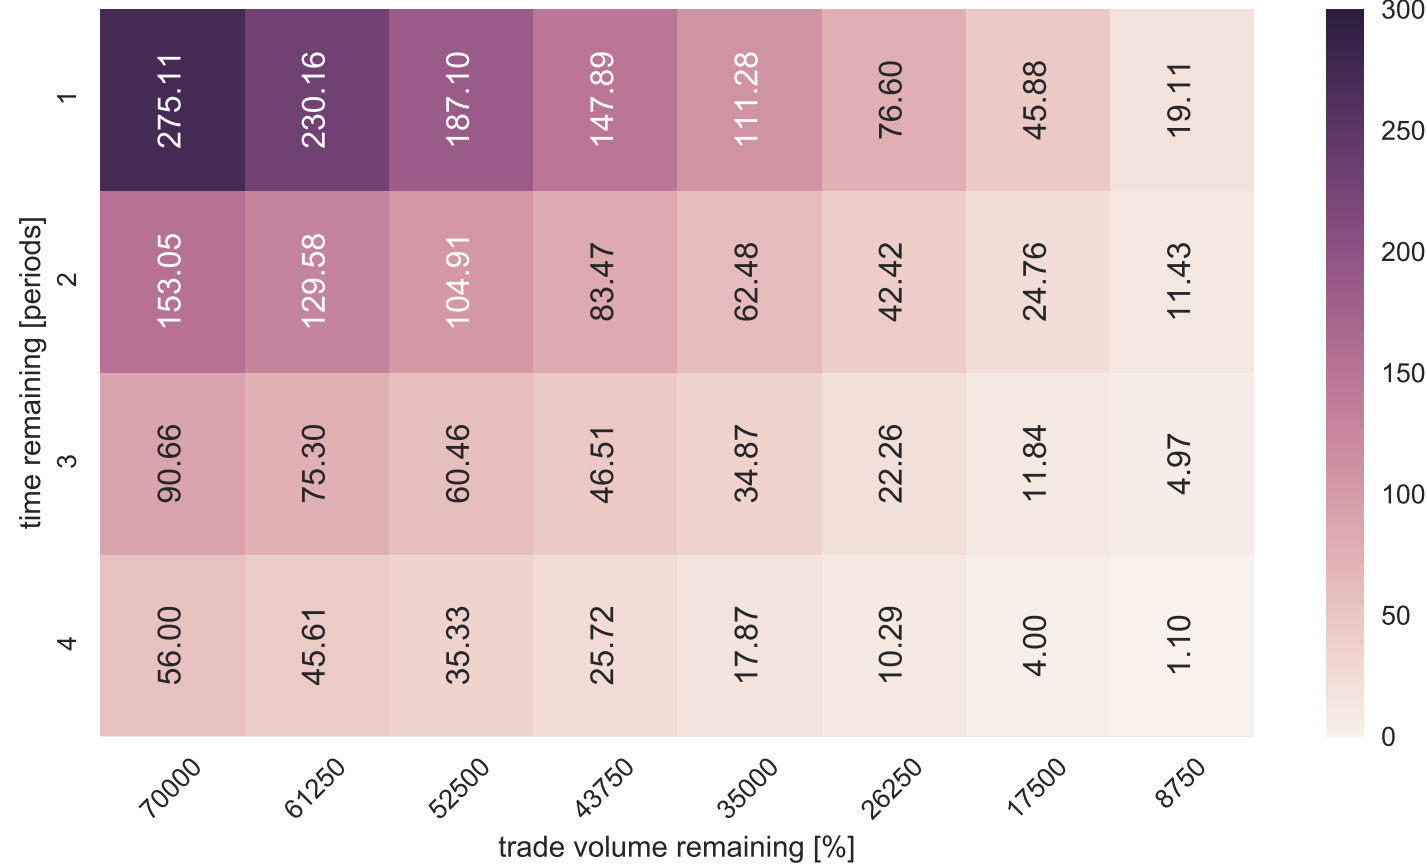 275.11 230.16 187.10 147.89 111.28 76.60 45.88 19.11
153.05 129.58 104.91 83.47 62.48 42.42 24.76 11.43
90.66 75.30 60.46 46.51 34.87 22.26 11.84 4.97
56.00 45.61 35.33 25.72 17.87 10.29 4.00 1.10
1
2
3
4
time remaining [periods]
70000 61250 52500 43750 35000 26250 17500 8750
trade volume remaining [%]
300
250
200
150
100
50
0